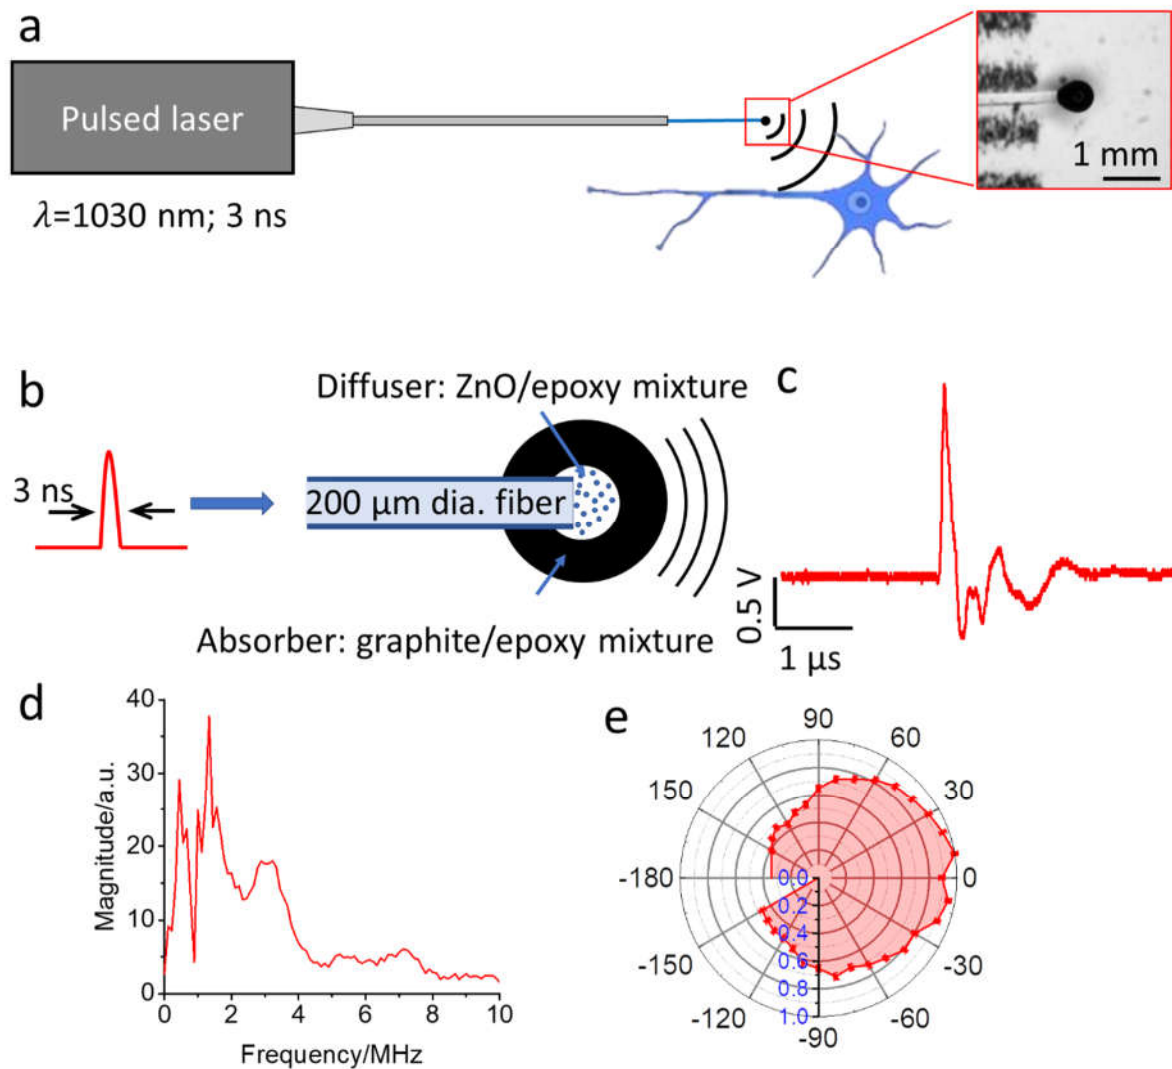 a
Pulsed laser
λ=1030 nm; 3 ns
1 mm
b
Diffuser: ZnO/epoxy mixture
3 ns
200 μm dia. fiber
Absorber: graphite/epoxy mixture
c
0.5 V
1 μs
d
Magnitude/a.u.
40
30
20
10
0
0 2 4 6 8 10
Frequency/MHz
e
90
120 60
150 30
-180 0
-150 -30
-120 -60
-90
0.0
0.2
0.4
0.6
0.8
1.0